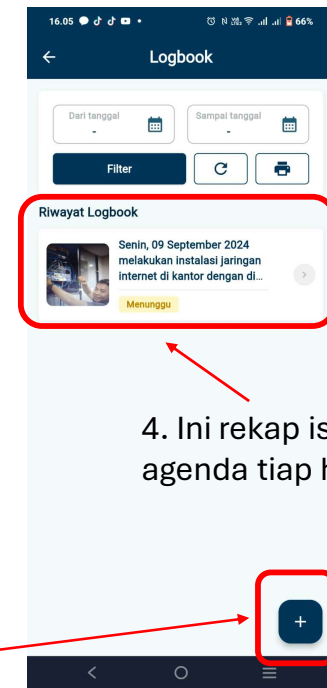 16.05
66%
Logbook
Dari tanggal
-
Sampai tanggal
-
Filter
Riwayat Logbook
Senin, 09 September 2024
melakukan instalasi jaringan
internet di kantor dengan di...
Menunggu
4. Ini rekap is
agenda tiap h
+